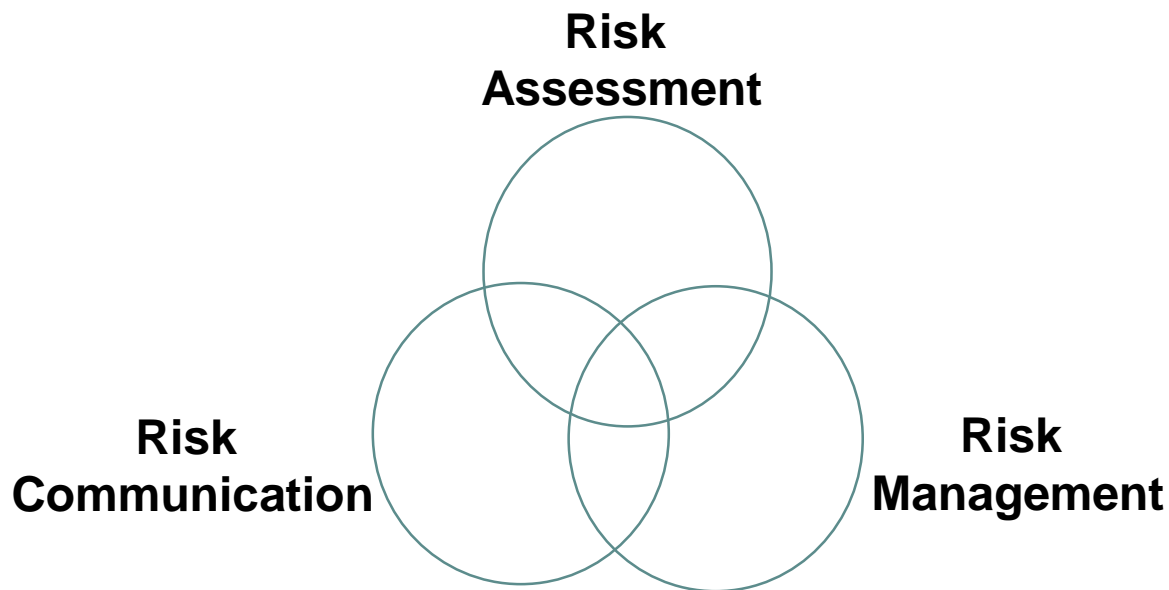 Risk
Assessment
Risk
Communication
Risk
Management